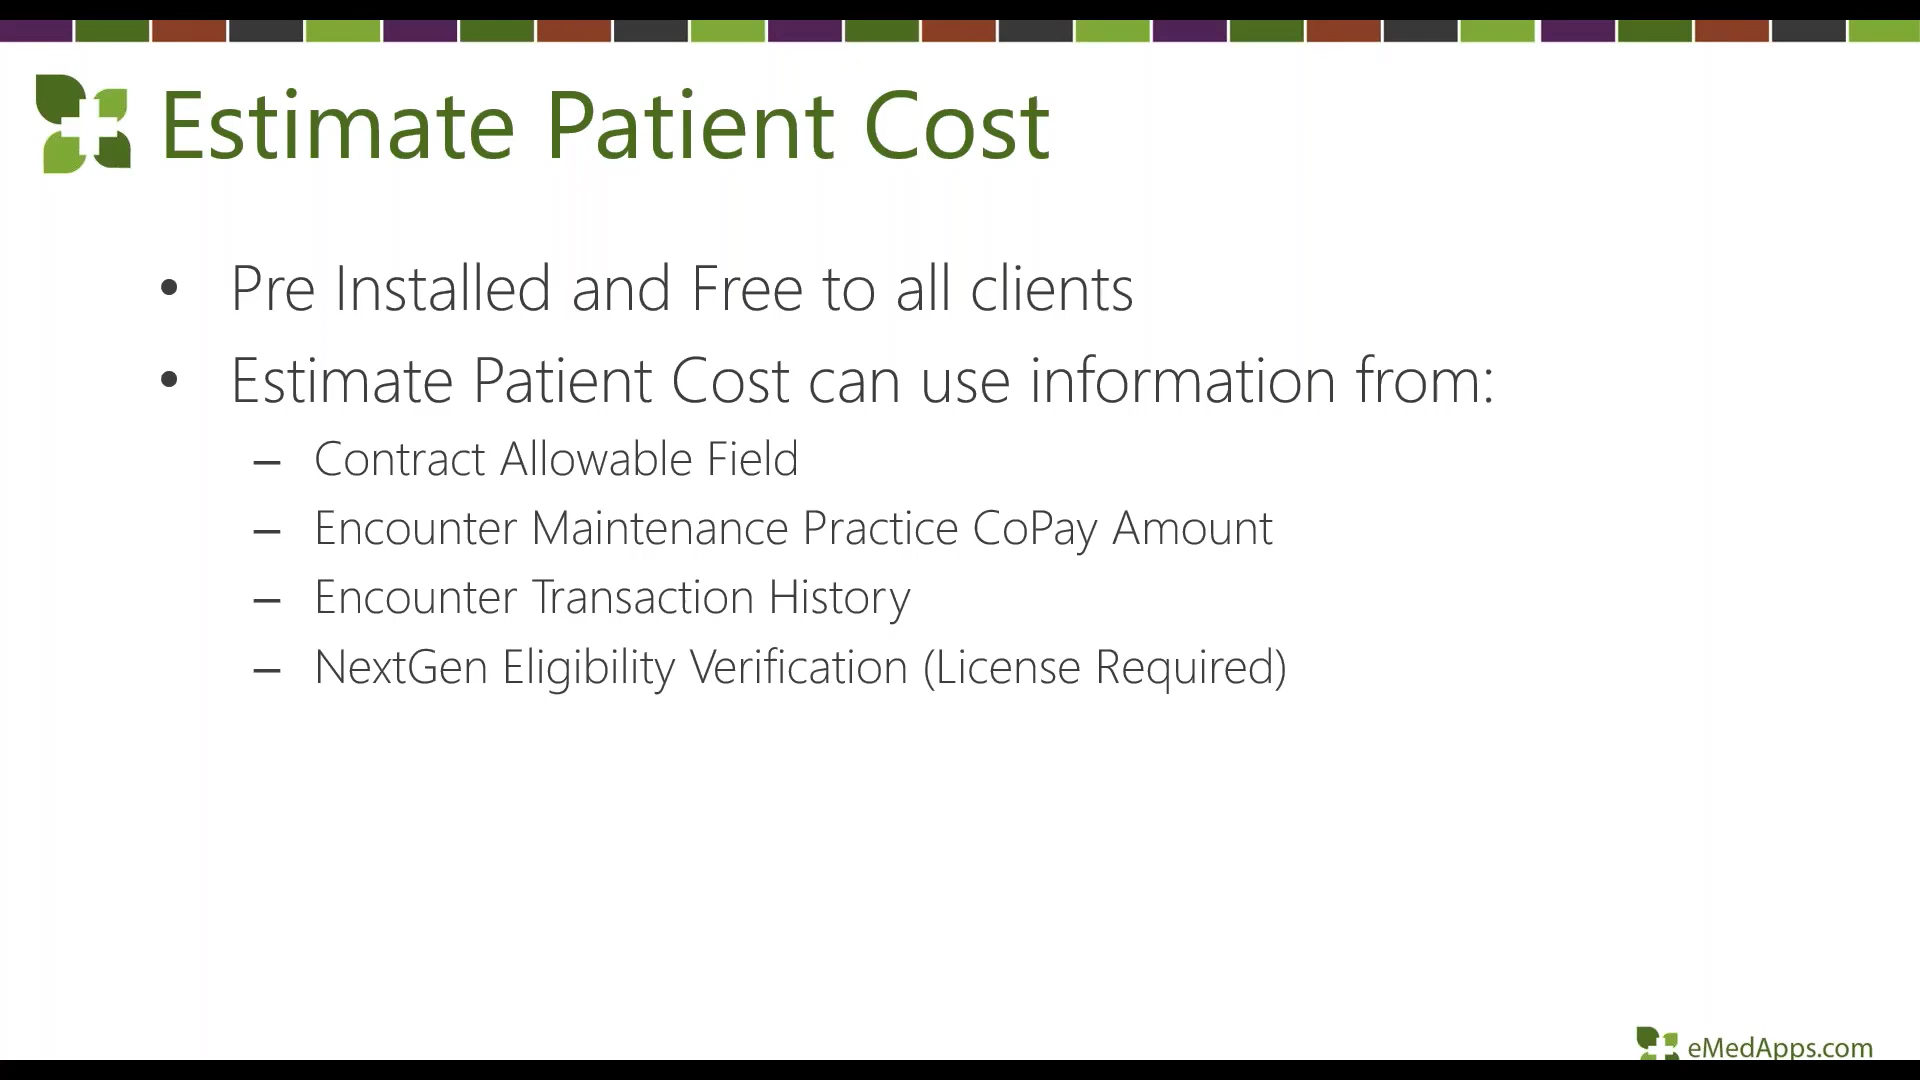 Estimate Patient Cost
• Pre Installed and Free to all clients
• Estimate Patient Cost can use information from:
– Contract Allowable Field
– Encounter Maintenance Practice CoPay Amount
– Encounter Transaction History
– NextGen Eligibility Verification (License Required)
eMedApps.com